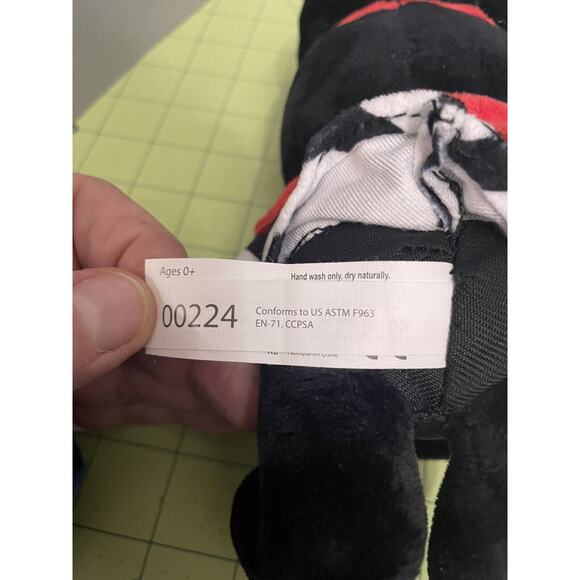 Ages 0+
Hand wash only, dry naturally.
00224
Conforms to US ASTM F963
EN-71, CCPSA